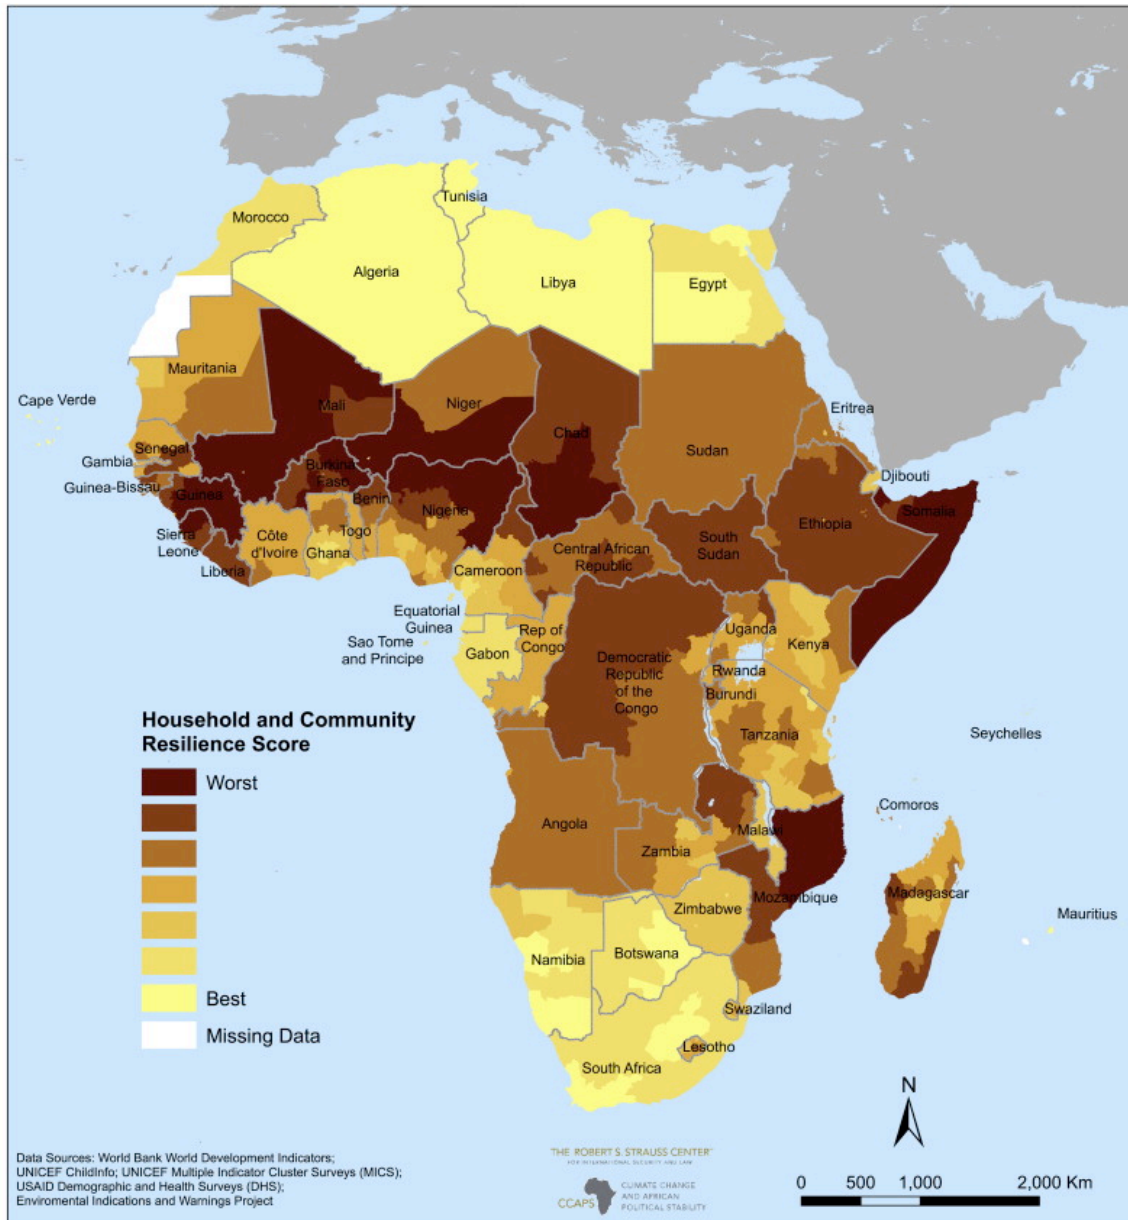 Tunisia
Morocco
Algeria
Libya
Egypt
Mauritania
Cape Verde
Mali
Niger
Eritrea
Chad
Senegal
Sudan
Gambia
Burkina
Faso
Djibouti
Guinea-Bissau
Guinea
Benin
Nigeria
Somalia
Ethiopia
Sierra
Leone
Côte
d'Ivoire
Togo
South
Sudan
Ghana
Central African
Republic
Liberia
Cameroon
Equatorial
Guinea
Rep of
Congo
Uganda
Kenya
Sao Tome
and Principe
Gabon
Democratic
Republic
of the
Congo
Rwanda
Burundi
Tanzania
Seychelles
Household and Community
Resilience Score
Worst
Best
Missing Data
Comoros
Angola
Malawi
Zambia
Mozambique
Madagascar
Mauritius
Zimbabwe
Botswana
Namibia
Swaziland
Lesotho
South Africa
N
Data Sources: World Bank World Development Indicators;
UNICEF ChildInfo; UNICEF Multiple Indicator Cluster Surveys (MICS);
USAID Demographic and Health Surveys (DHS);
Enviromental Indications and Warnings Project
THE ROBERT S. STRAUSS CENTER
FOR INTERNATIONAL SECURITY AND LAW
CCAPS
CLIMATE CHANGE
AND AFRICAN
POLITICAL STABILITY
0 500 1,000 2,000 Km